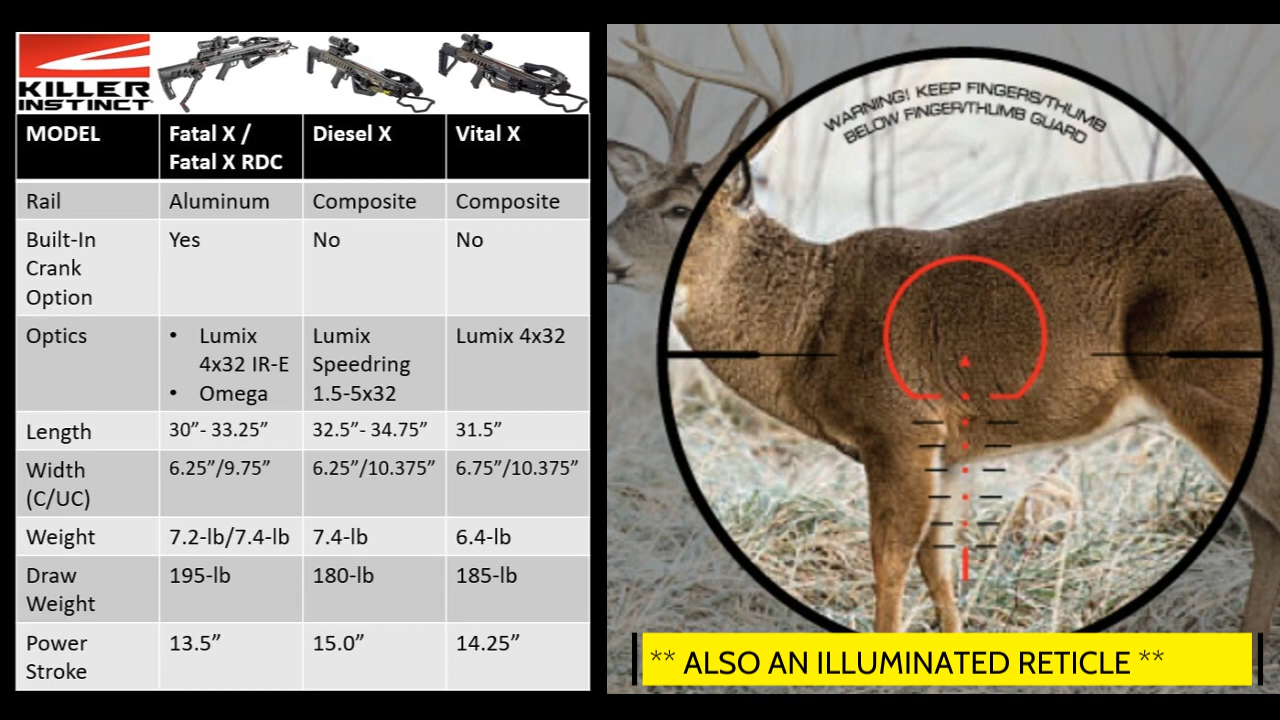 KILLER
INSTINCT
MODEL
Fatal X /
Fatal X RDC
Diesel X
Vital X
Rail
Aluminum
Composite
Composite
Built-In
Crank
Option
Yes
No
No
Optics
• Lumix
4x32 IR-E
• Omega
Lumix
Speedring
1.5-5x32
Lumix 4x32
Length
30”- 33.25”
32.5”- 34.75”
31.5”
Width
(C/UC)
6.25”/9.75”
6.25”/10.375”
6.75”/10.375”
Weight
7.2-lb/7.4-lb
7.4-lb
6.4-lb
Draw
Weight
195-lb
180-lb
185-lb
Power
Stroke
13.5”
15.0”
14.25”
WARNING! KEEP FINGERS/THUMB
BELOW FINGER/THUMB GUARD
** ALSO AN ILLUMINATED RETICLE **